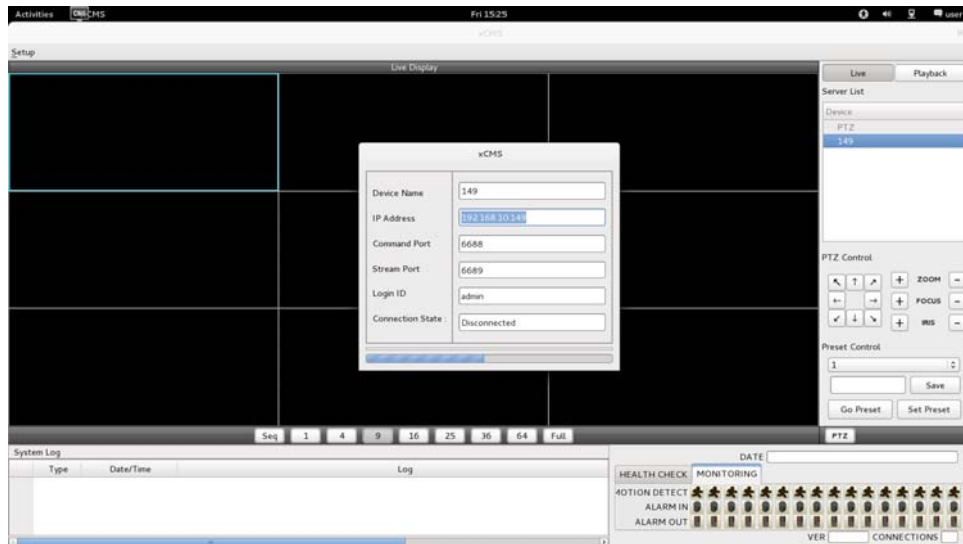 Activities CMS xCMS Fri 15:25 user
xCMS
Setup
Live Display
Live Playback
Server List
Device
PTZ
149
xCMS
Device Name 149
IP Address 192.168.10.149
Command Port 6688
Stream Port 6689
Login ID admin
Connection State : Disconnected
PTZ Control
↖ ↑ ↗ + ZOOM -
← → + FOCUS -
↙ ↓ ↘ + IRIS -
Preset Control
1
Save
Go Preset Set Preset
Seq 1 4 9 16 25 36 64 Full PTZ
System Log
Type Date/Time Log
DATE
HEALTH CHECK MONITORING
MOTION DETECT
ALARM IN
ALARM OUT
VER CONNECTIONS